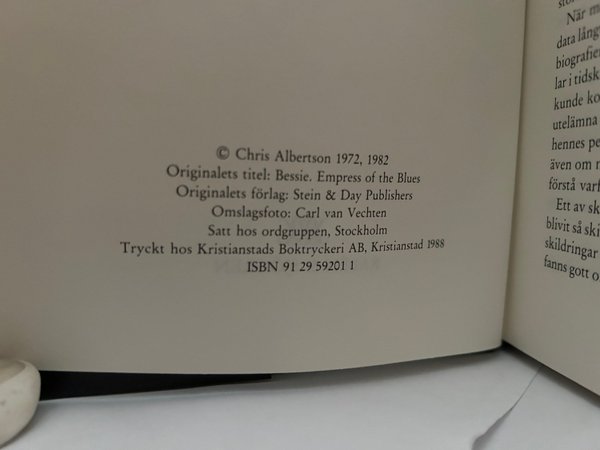 © Chris Albertson 1972, 1982
Originalets titel: Bessie. Empress of the Blues
Originalets förlag: Stein & Day Publishers
Omslagsfoto: Carl van Vechten
Satt hos ordgruppen, Stockholm
Tryckt hos Kristianstads Boktryckeri AB, Kristianstad 1988
ISBN 91 29 59201 1
När m
data lång
biografier
lar i tidsk
kunde ko
utelämna
hennes pe
även om n
förstå varf
Ett av sk
blivit så ski
skildringar
fanns gott o